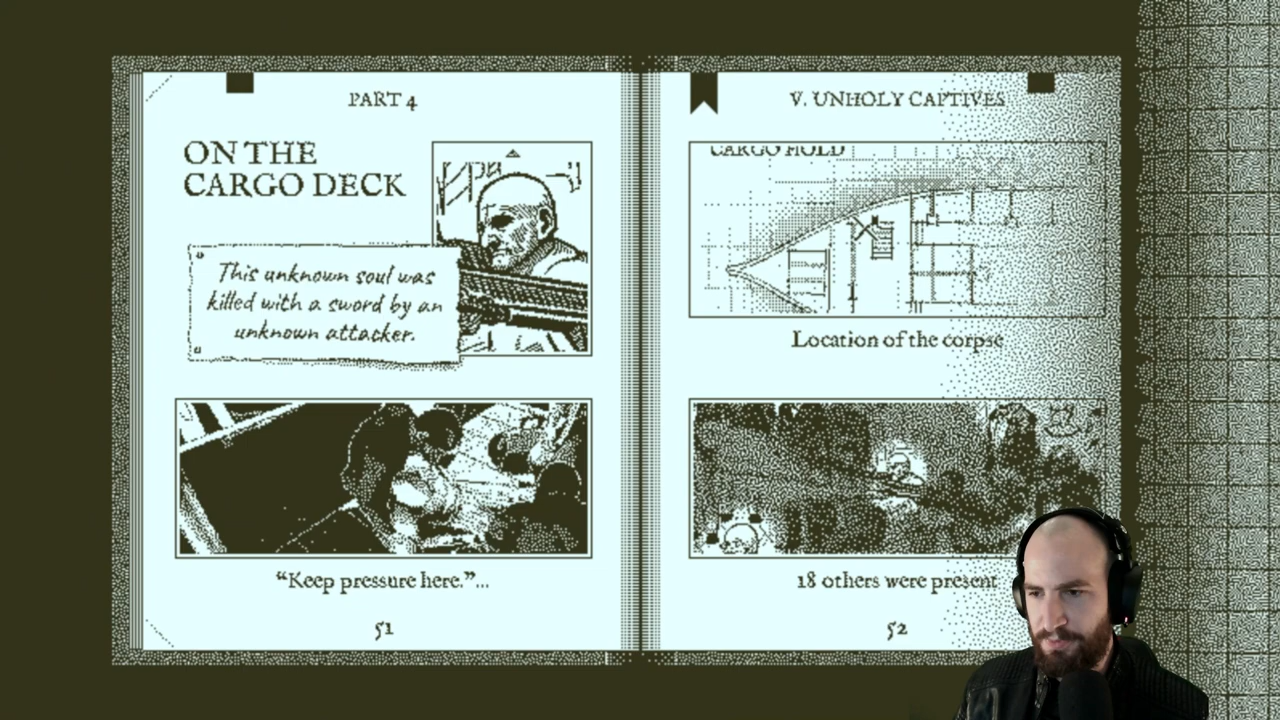 PART 4
ON THE
CARGO DECK
This unknown soul was
killed with a sword by an
unknown attacker.
"Keep pressure here."...
51
V. UNHOLY CAPTIVES
CARGO HOLD
Location of the corpse
18 others were present
52